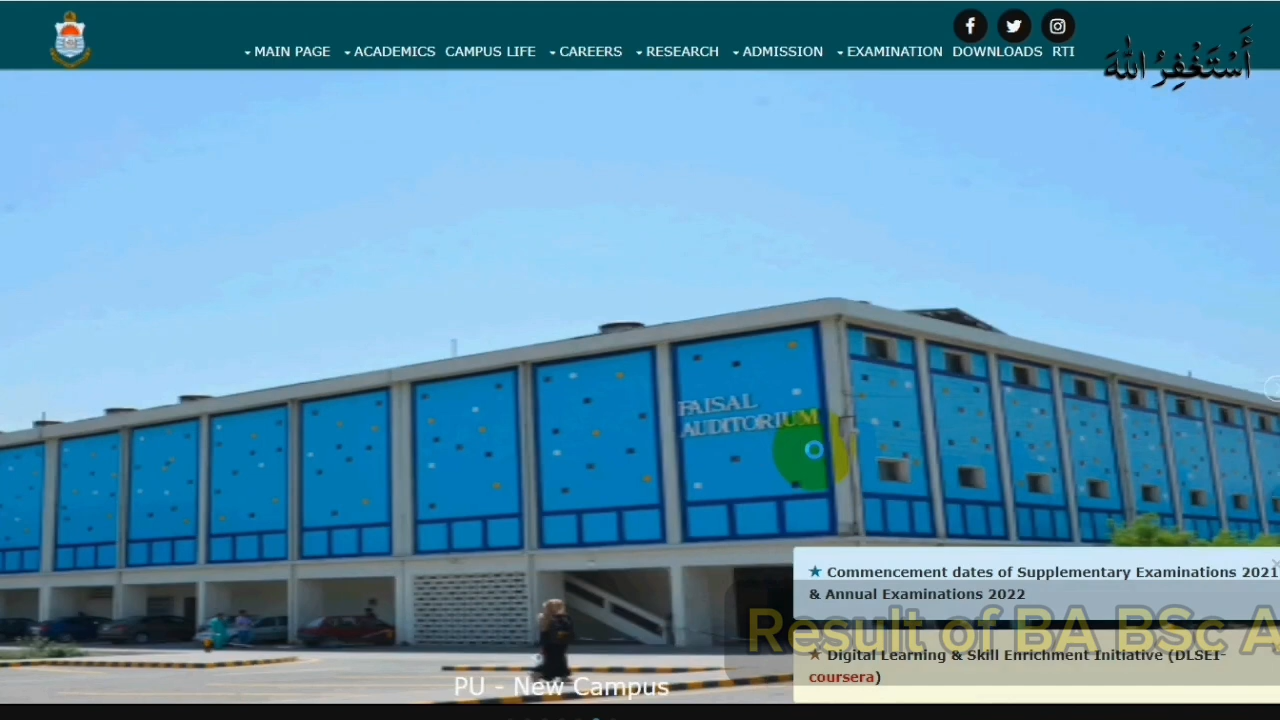 MAIN PAGE ACADEMICS CAMPUS LIFE CAREERS RESEARCH ADMISSION EXAMINATION DOWNLOADS RTI
أَسْتَغْفِرُ اللّٰهَ
FAISAL
AUDITORIUM
★ Commencement dates of Supplementary Examinations 2021
& Annual Examinations 2022
Result of BA BSc A
★ Digital Learning & Skill Enrichment Initiative (DLSEI-
coursera)
PU - New Campus